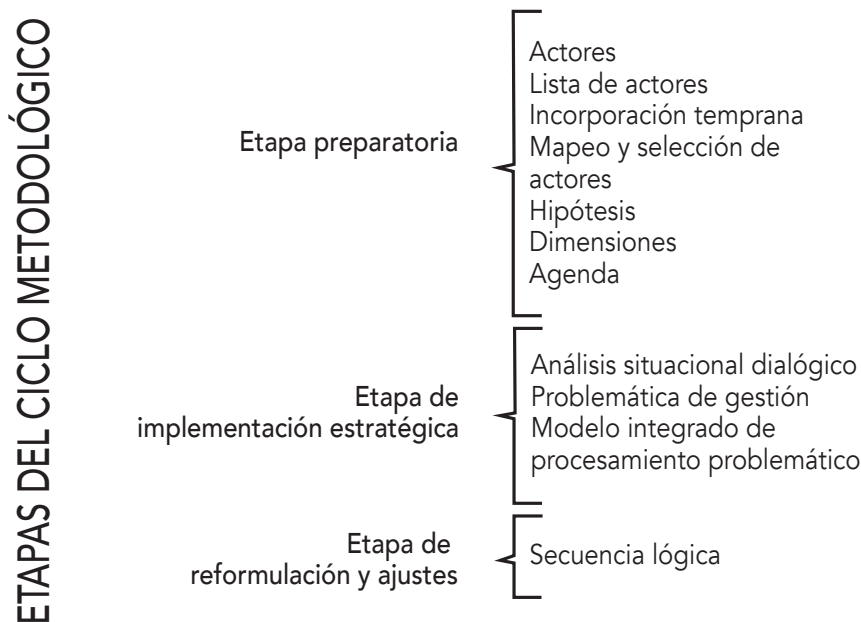 ETAPAS DEL CICLO METODOLÓGICO
Etapa preparatoria
Actores
Lista de actores
Incorporación temprana
Mapeo y selección de
actores
Hipótesis
Dimensiones
Agenda
Etapa de
implementación estratégica
Análisis situacional dialógico
Problemática de gestión
Modelo integrado de
procesamiento problemático
Etapa de
reformulación y ajustes
Secuencia lógica